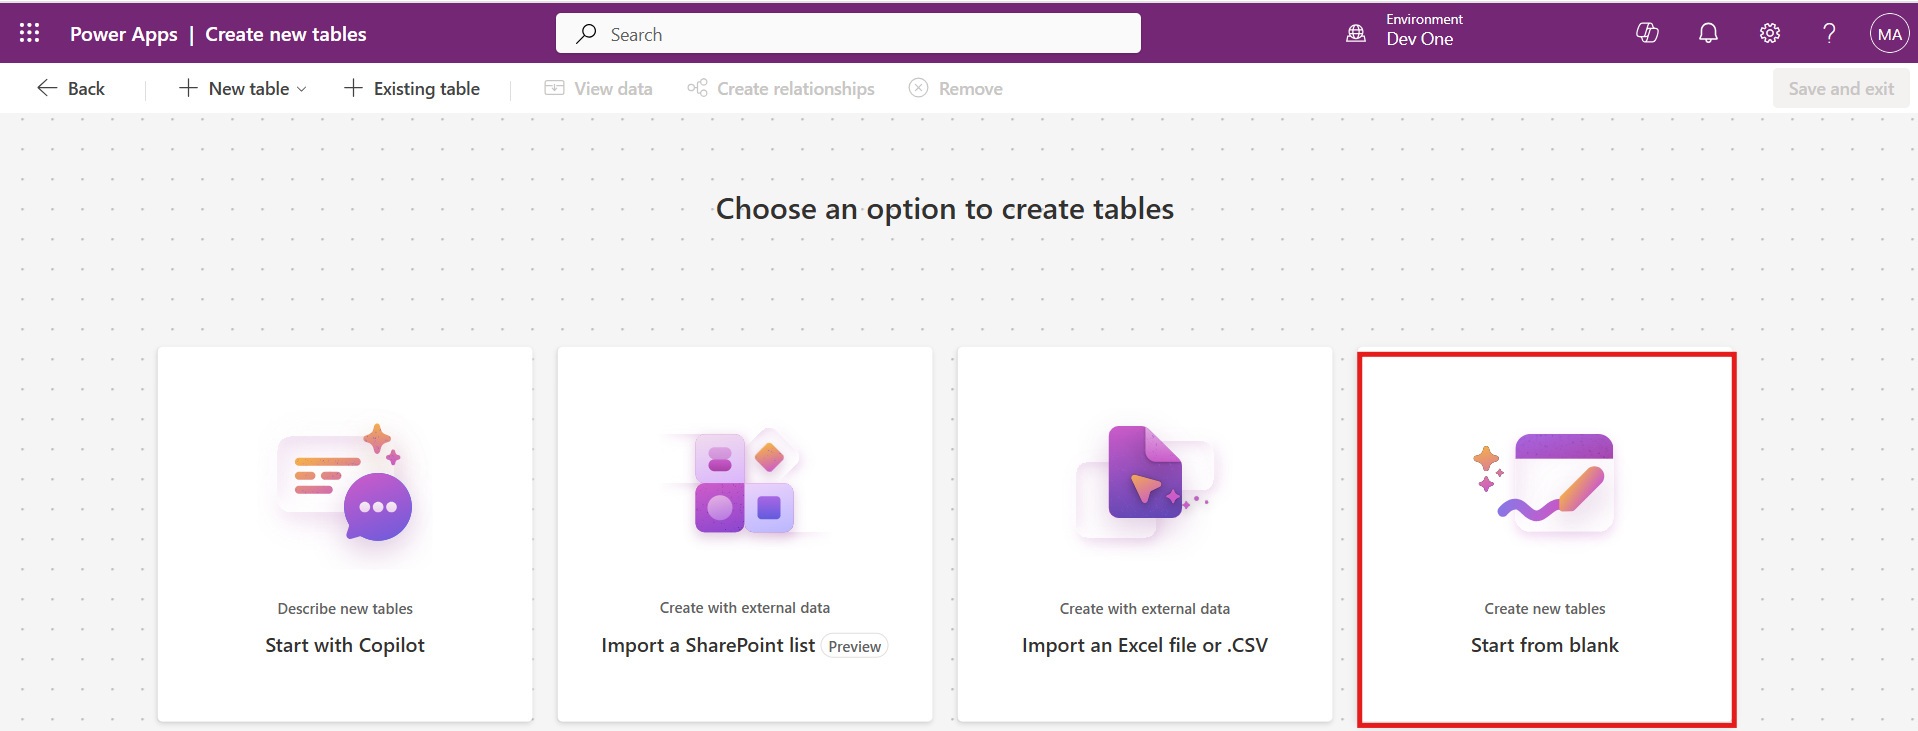 Power Apps | Create new tables
Search
Environment
Dev One
MA
Back
New table
Existing table
View data
Create relationships
Remove
Save and exit
Choose an option to create tables
Describe new tables
Start with Copilot
Create with external data
Import a SharePoint list Preview
Create with external data
Import an Excel file or .CSV
Create new tables
Start from blank